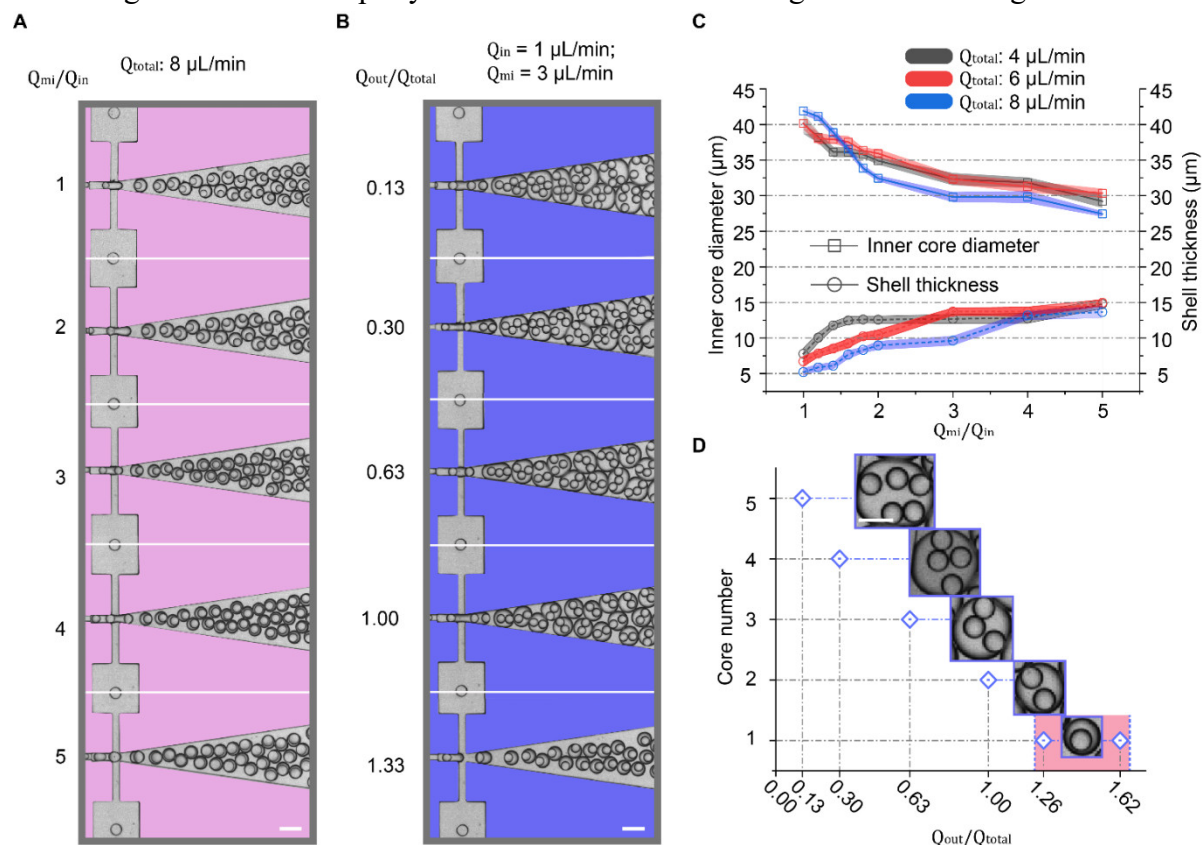 A
Qmi/Qin
Qtotal: 8 µL/min
1
2
3
4
5
B
Qout/Qtotal
Qin = 1 µL/min;
Qmi = 3 µL/min
0.13
0.30
0.63
1.00
1.33
C
Qtotal: 4 µL/min
Qtotal: 6 µL/min
Qtotal: 8 µL/min
Inner core diameter (µm)
45
40
35
30
25
20
15
10
5
Inner core diameter
Shell thickness
45
40
35
30
25
20
15
10
5
Shell thickness (µm)
1 2 3 4 5
Qmi/Qin
D
Core number
5
4
3
2
1
0.00 0.13 0.30 0.63 1.00 1.26 1.62
Qout/Qtotal